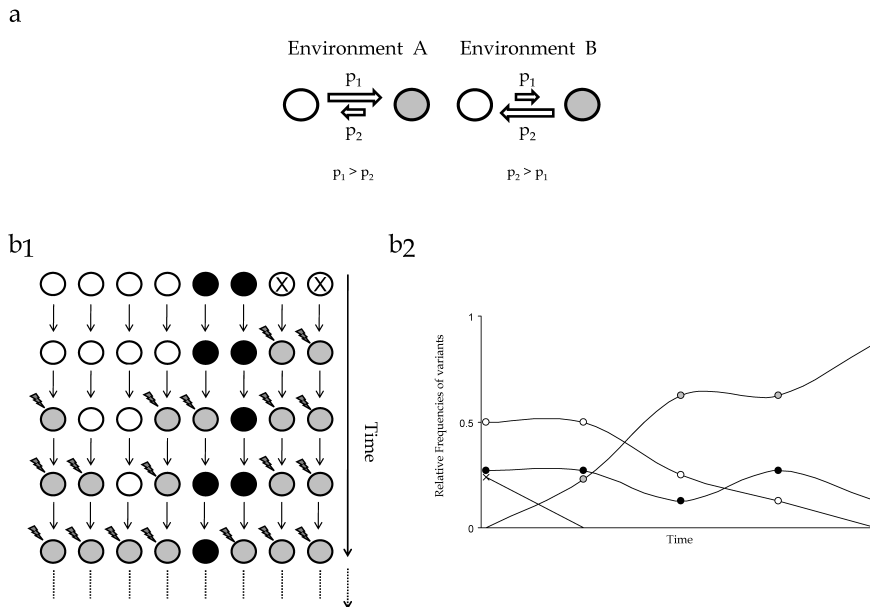 a
Environment A
Environment B
p₁
p₁
p₂
p₂
p₁ > p₂
p₂ > p₁
b1
X X
Time
b2
Relative Frequencies of variants
1
0.5
0
Time